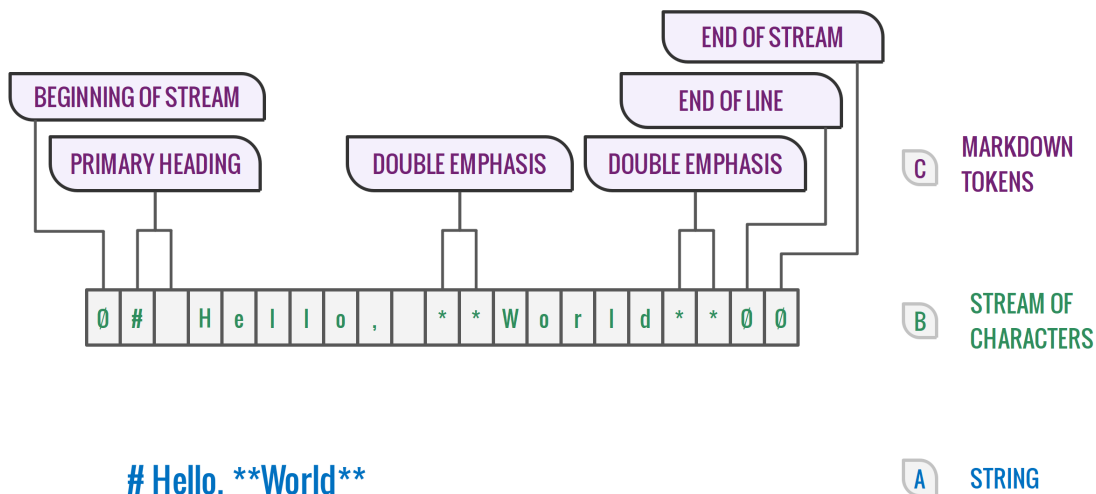 END OF STREAM
BEGINNING OF STREAM
END OF LINE
PRIMARY HEADING
DOUBLE EMPHASIS
DOUBLE EMPHASIS
C
MARKDOWN
TOKENS
Ø # H e l l o , * * W o r l d * * Ø Ø
B
STREAM OF
CHARACTERS
# Hello, **World**
A
STRING